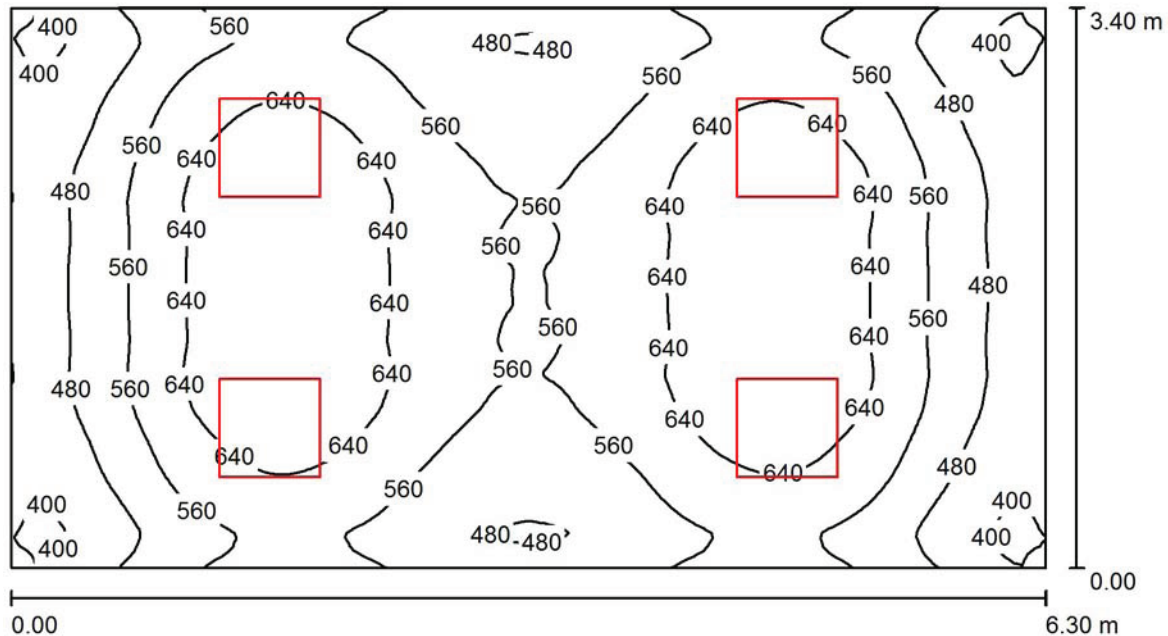 400 560 480 480 400 3.40 m
400 560 560 480
560 640 560 640 640
560 640 640
480 640 560 640 640 560
640 640 560
560 640 640 480
640 640 560 640 560
640 560 640
480 560 640 640 560 640 640
640 640 640 560 480
560 640
400 560 400
400 480 480 400
0.00
0.00 6.30 m